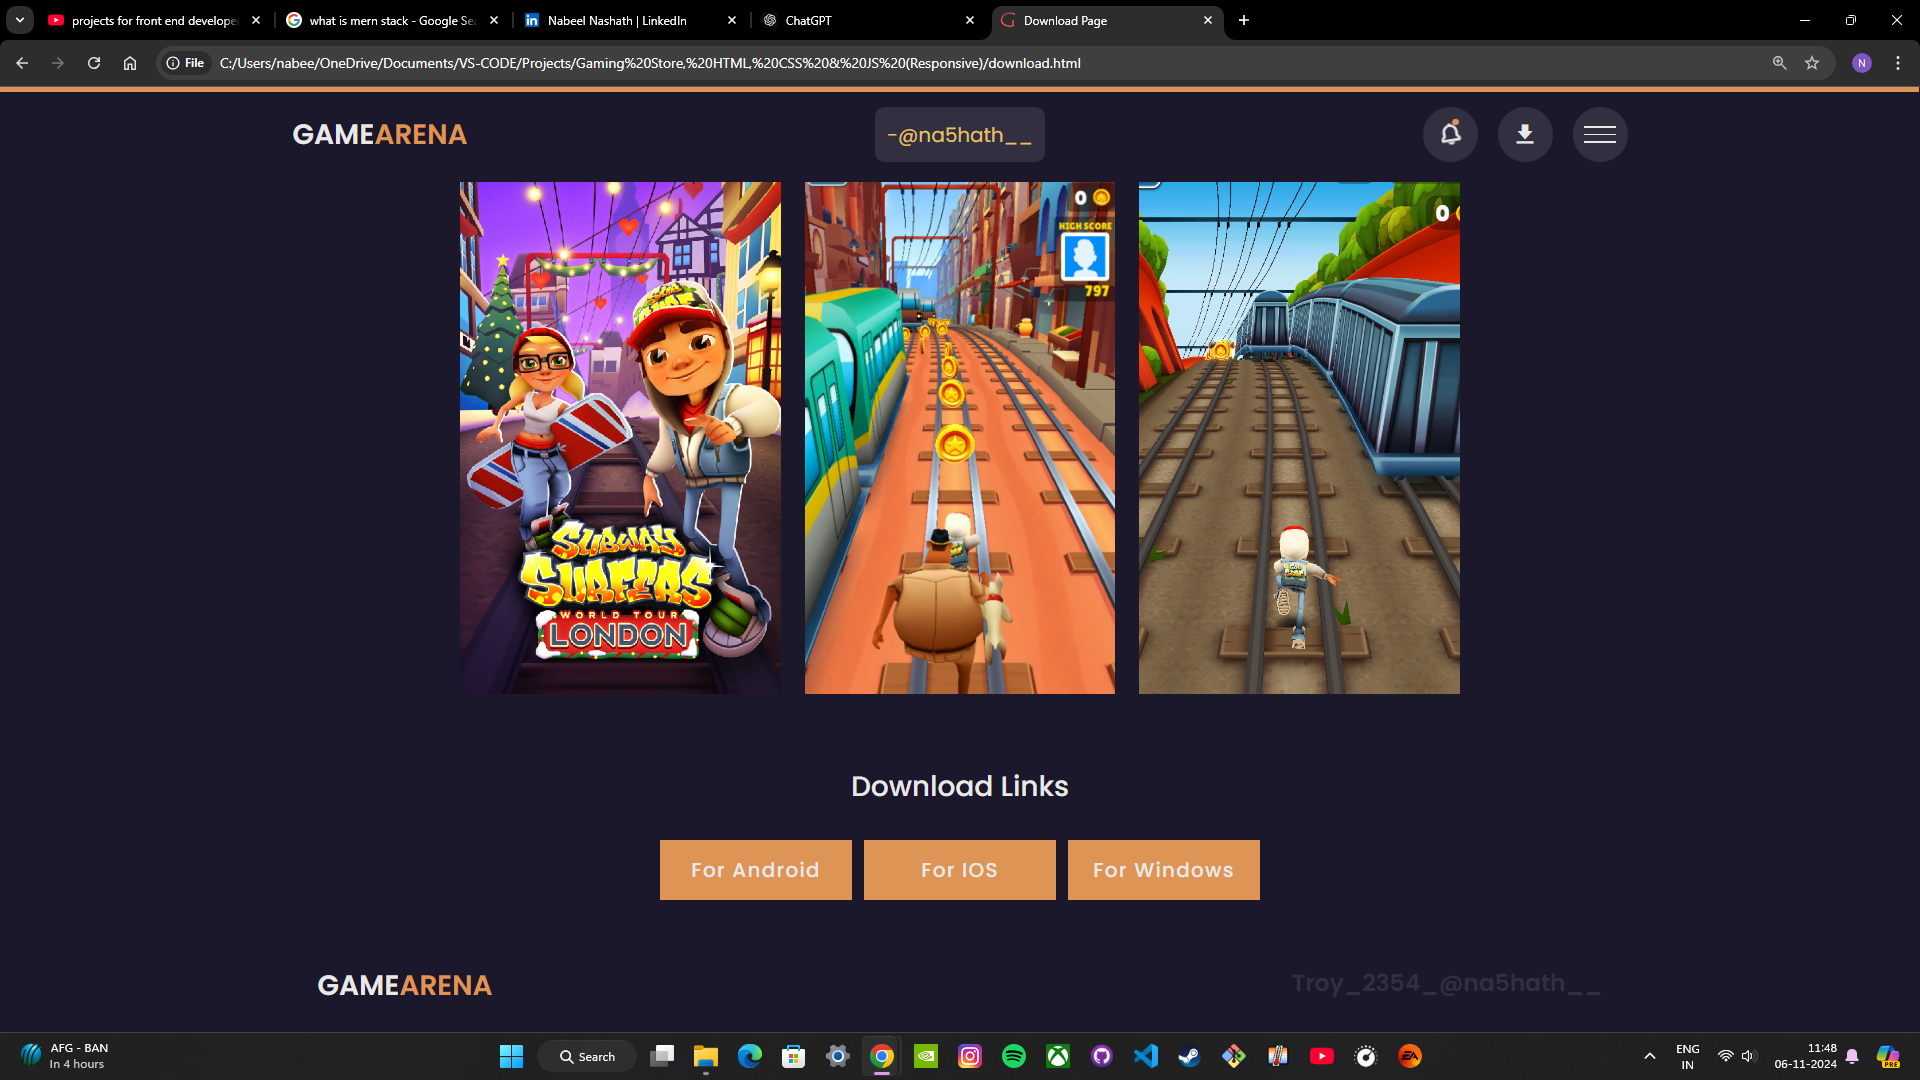 projects for front end develope
what is mern stack - Google Se
Nabeel Nashath | LinkedIn
ChatGPT
Download Page
File
C:/Users/nabee/OneDrive/Documents/VS-CODE/Projects/Gaming%20Store,%20HTML,%20CSS%20&%20JS%20(Responsive)/download.html
N
GAMEARENA
-@na5hath__
0
HIGH SCORE
797
0
SUBWAY
SURFERS
WORLD TOUR
LONDON
Download Links
For Android
For IOS
For Windows
GAMEARENA
Troy_2354_@na5hath__
AFG - BAN
In 4 hours
Search
ENG
IN
11:48
06-11-2024
PRE